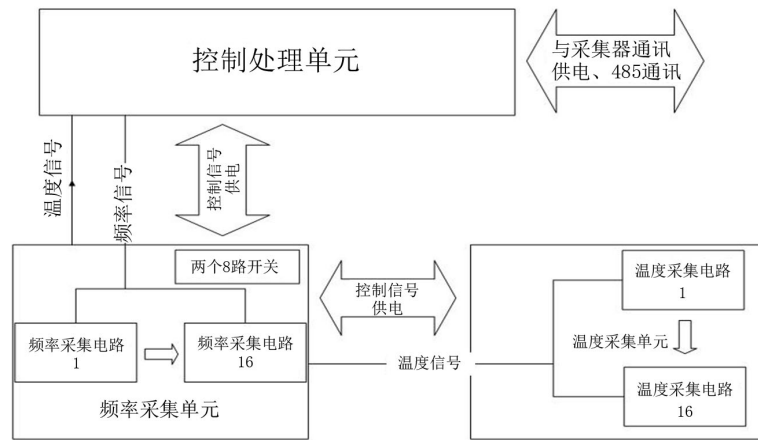 控制处理单元
与采集器通讯
供电、485通讯
温度信号
频率信号
控制信号
供电
两个8路开关
频率采集电路
1
频率采集电路
16
频率采集单元
控制信号
供电
温度信号
温度采集电路
1
温度采集单元
温度采集电路
16